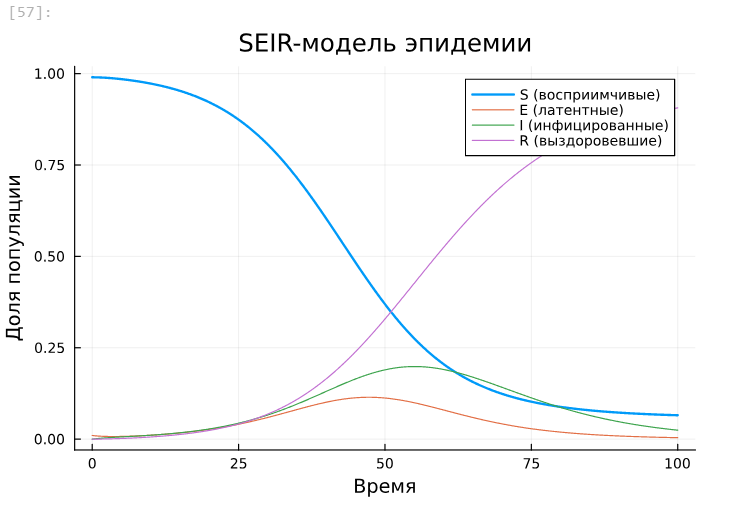 [57]:
SEIR-модель эпидемии
1.00
0.75
0.50
0.25
0.00
Доля популяции
S (восприимчивые)
E (латентные)
I (инфицированные)
R (выздоровевшие)
0 25 50 75 100
Время